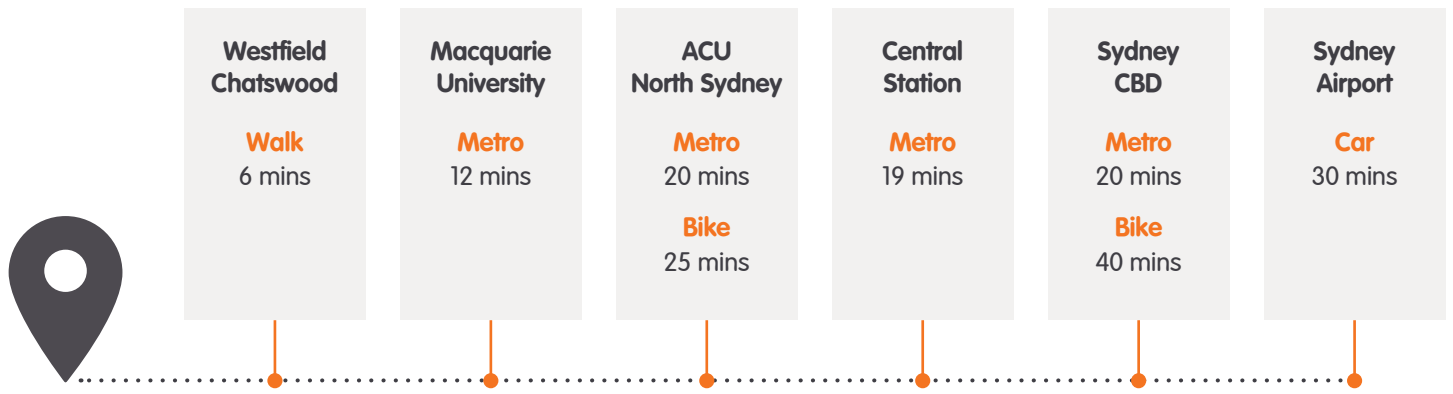 Westfield
Chatswood
Walk
6 mins
Macquarie
University
Metro
12 mins
ACU
North Sydney
Metro
20 mins
Bike
25 mins
Central
Station
Metro
19 mins
Sydney
CBD
Metro
20 mins
Bike
40 mins
Sydney
Airport
Car
30 mins